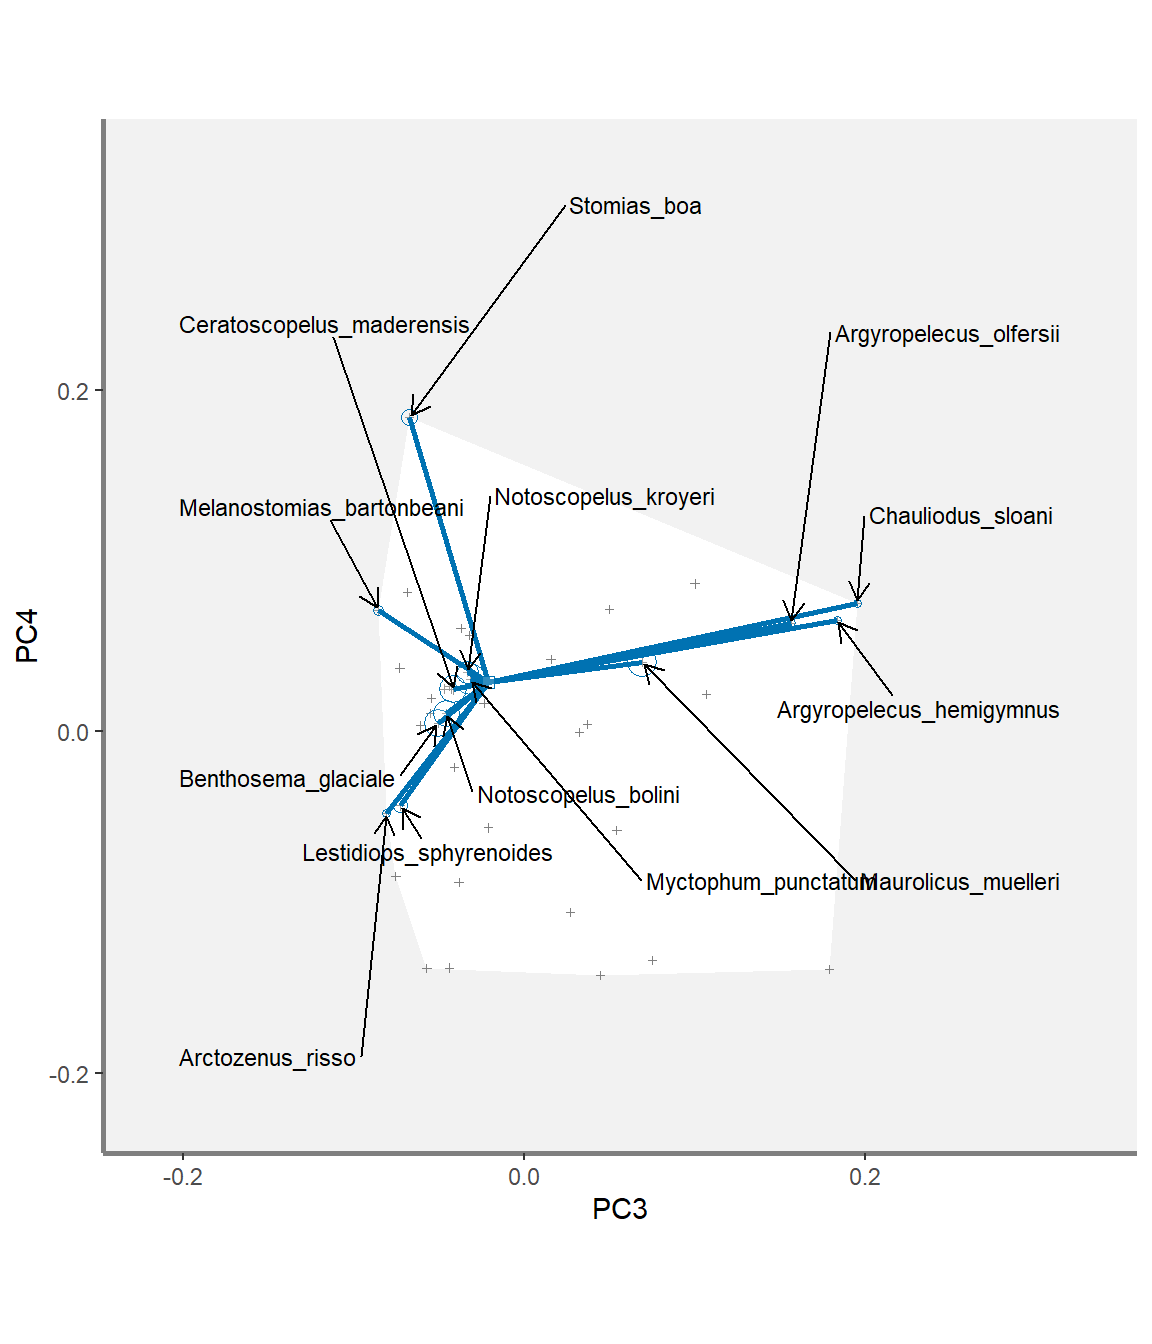 Stomias_boa
Ceratoscopelus_maderensis
Argyropelecus_olfersii
0.2
Notoscopelus_kroyeri
Melanostomias_bartonbeani
Chauliodus_sloani
PC4
Argyropelecus_hemigymnus
0.0
Benthosema_glaciale
Notoscopelus_bolini
Lestidiops_sphyrenoides
Myctophum_punctatum
Maurolicus_muelleri
Arctozenus_risso
-0.2
-0.2
0.0
0.2
PC3